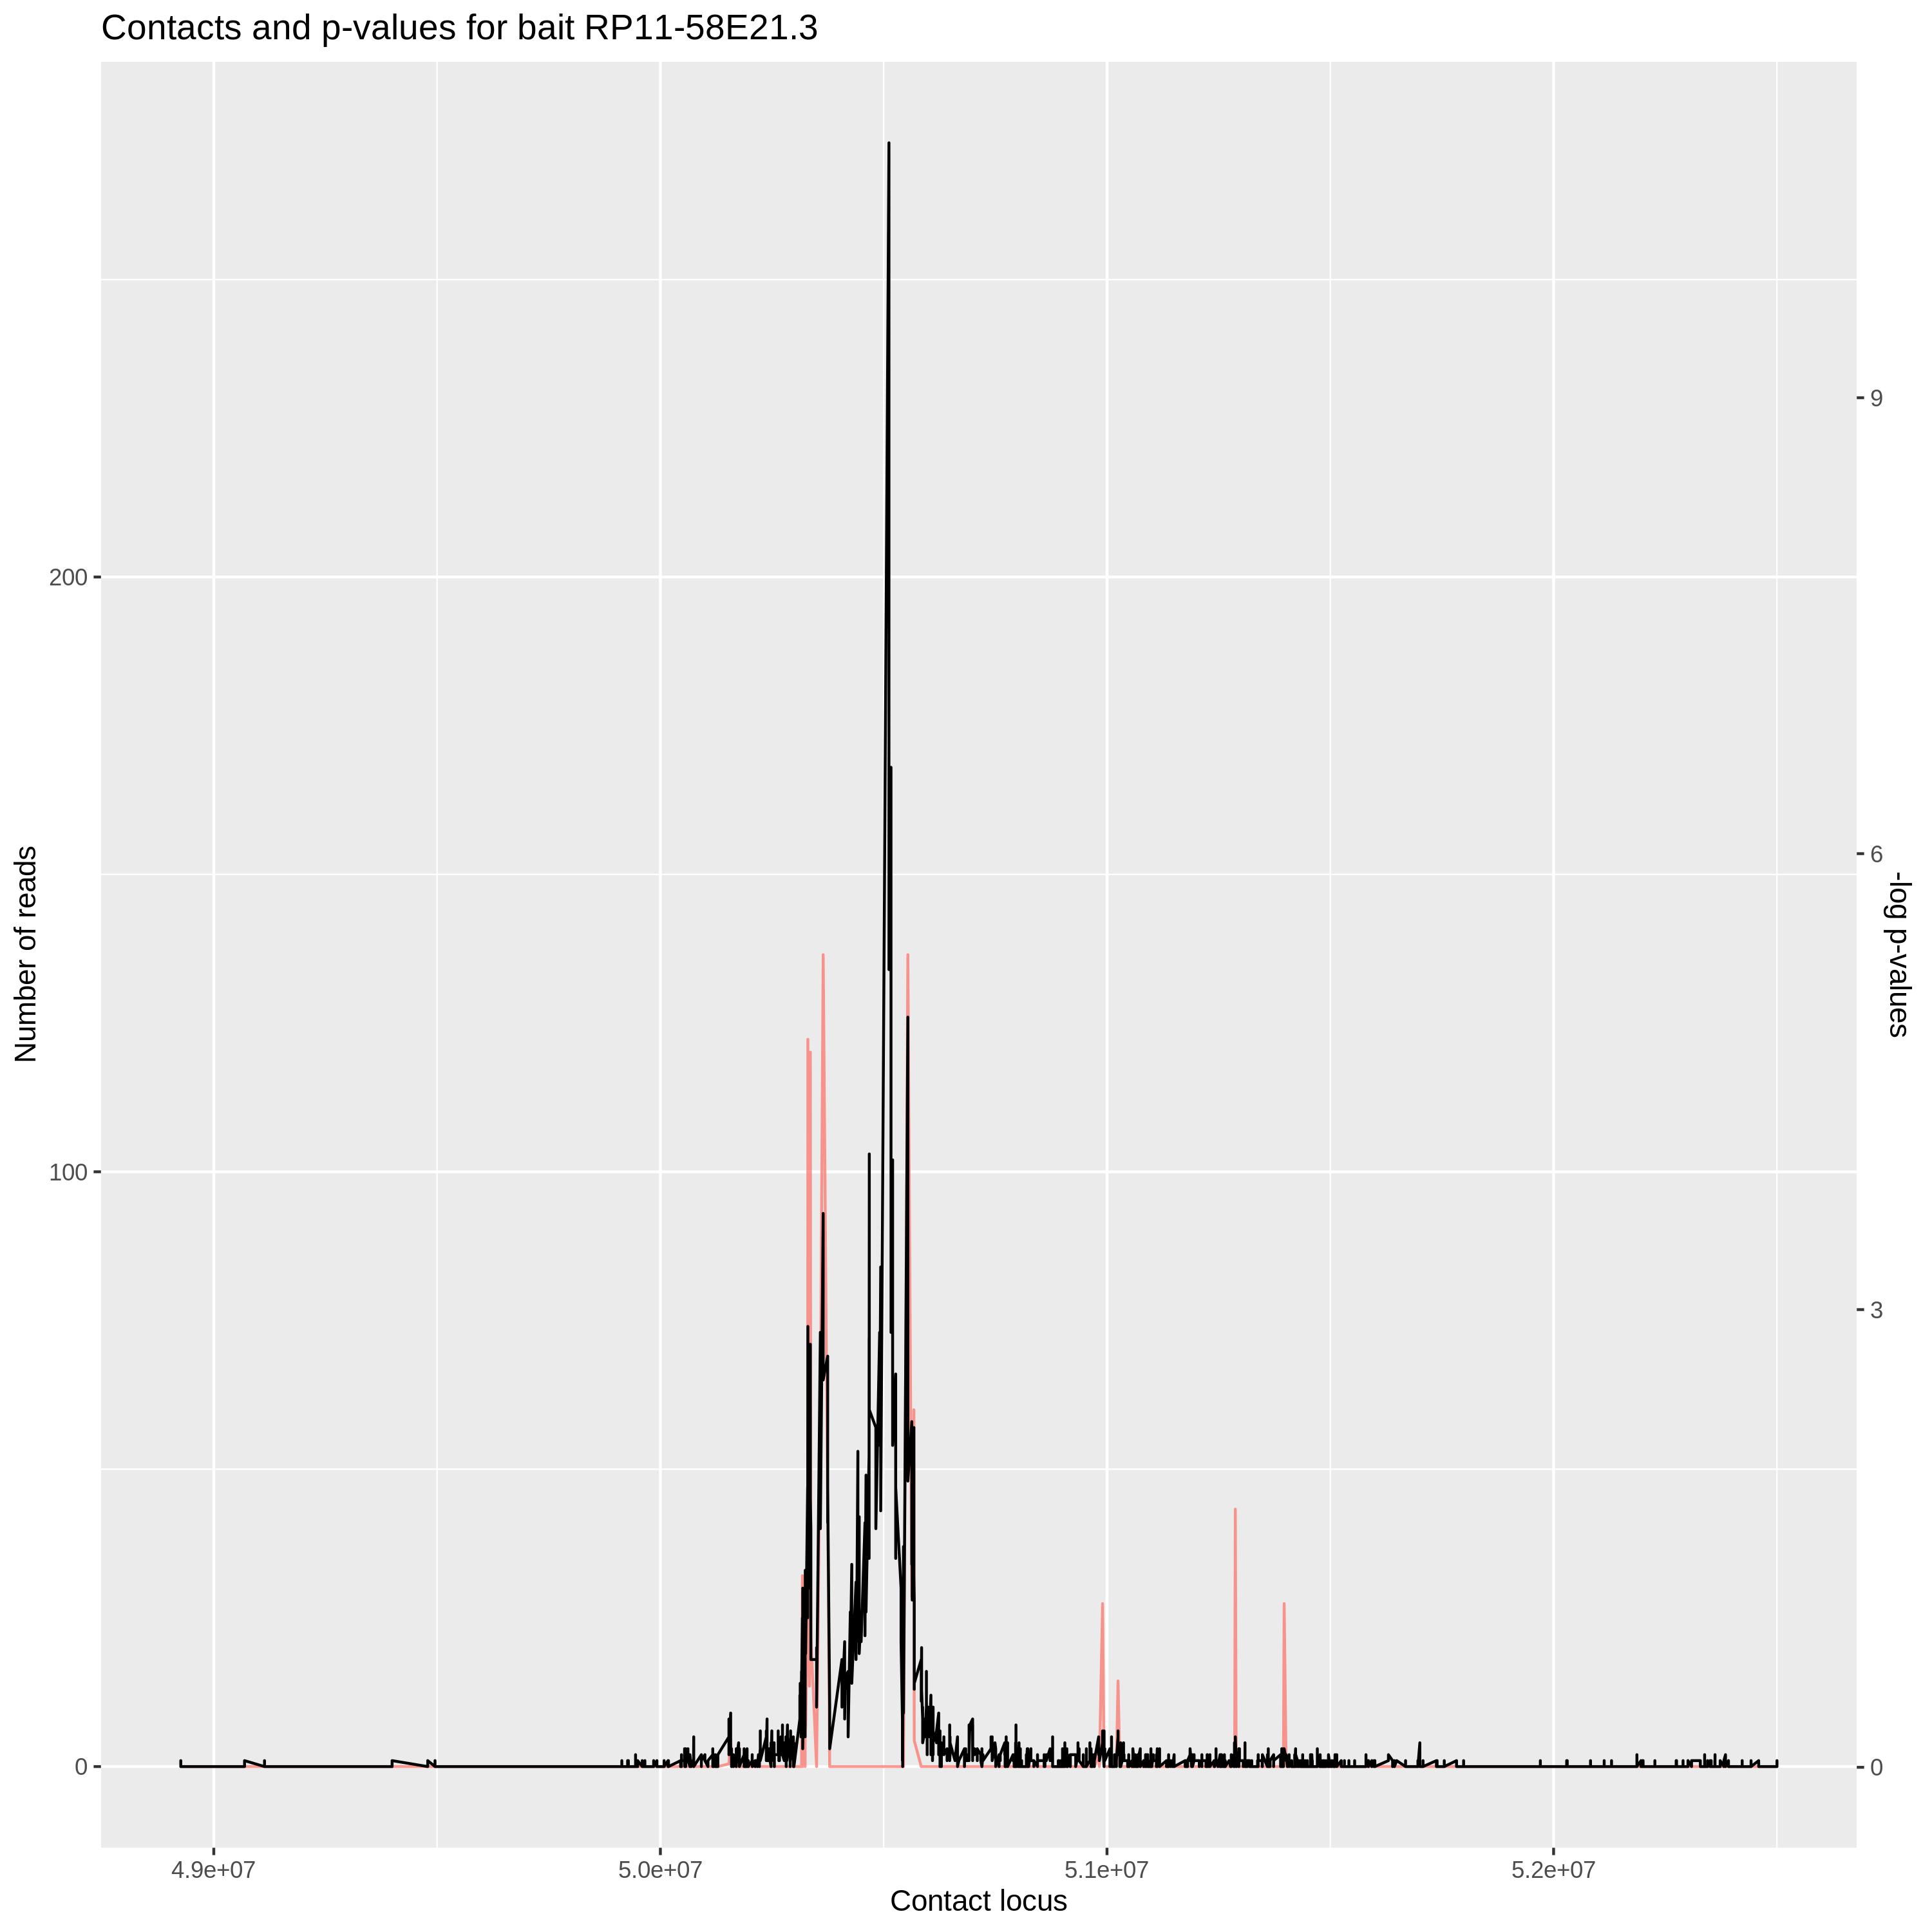 Contacts and p-values for bait RP11-58E21.3
Number of reads
200
100
0
9
6
3
0
-log p-values
4.9e+07 5.0e+07 5.1e+07 5.2e+07
Contact locus